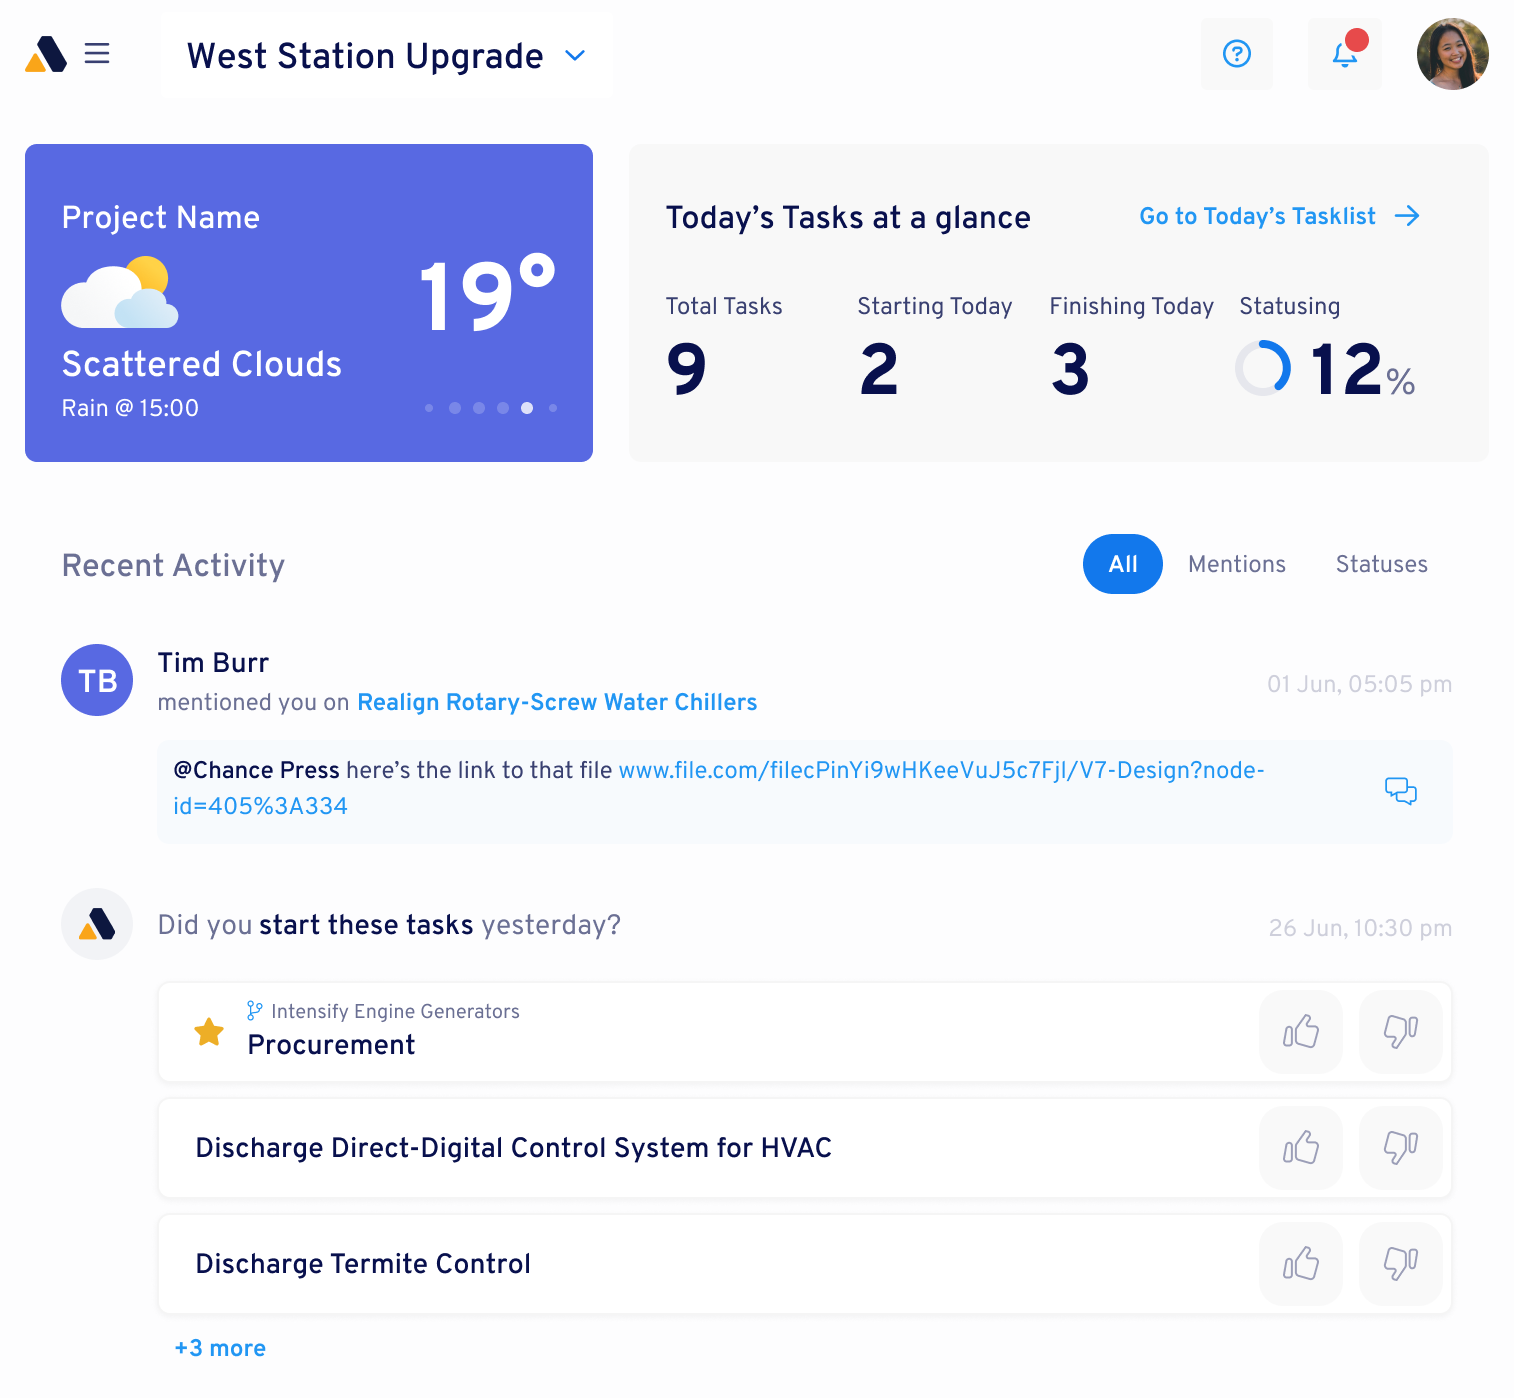 West Station Upgrade
Project Name
19°
Scattered Clouds
Rain @ 15:00
Today’s Tasks at a glance
Go to Today’s Tasklist
Total Tasks
Starting Today
Finishing Today
Statusing
9
2
3
12%
Recent Activity
All
Mentions
Statuses
TB
Tim Burr
mentioned you on Realign Rotary-Screw Water Chillers
01 Jun, 05:05 pm
@Chance Press here’s the link to that file www.file.com/filecPinYi9wHKeeVuJ5c7Fjl/V7-Design?node-
id=405%3A334
Did you start these tasks yesterday?
26 Jun, 10:30 pm
Intensify Engine Generators
Procurement
Discharge Direct-Digital Control System for HVAC
Discharge Termite Control
+3 more